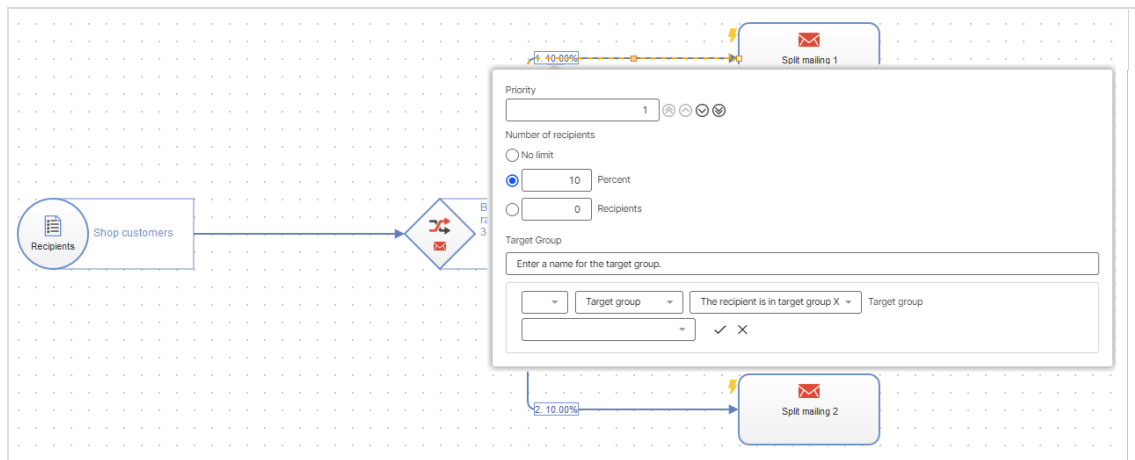 1. 10.00%
Split mailing 1
Priority
1
Number of recipients
No limit
10 Percent
0 Recipients
Recipients
Shop customers
B
ra
3
Target Group
Enter a name for the target group.
Target group The recipient is in target group X Target group
2. 10.00%
Split mailing 2